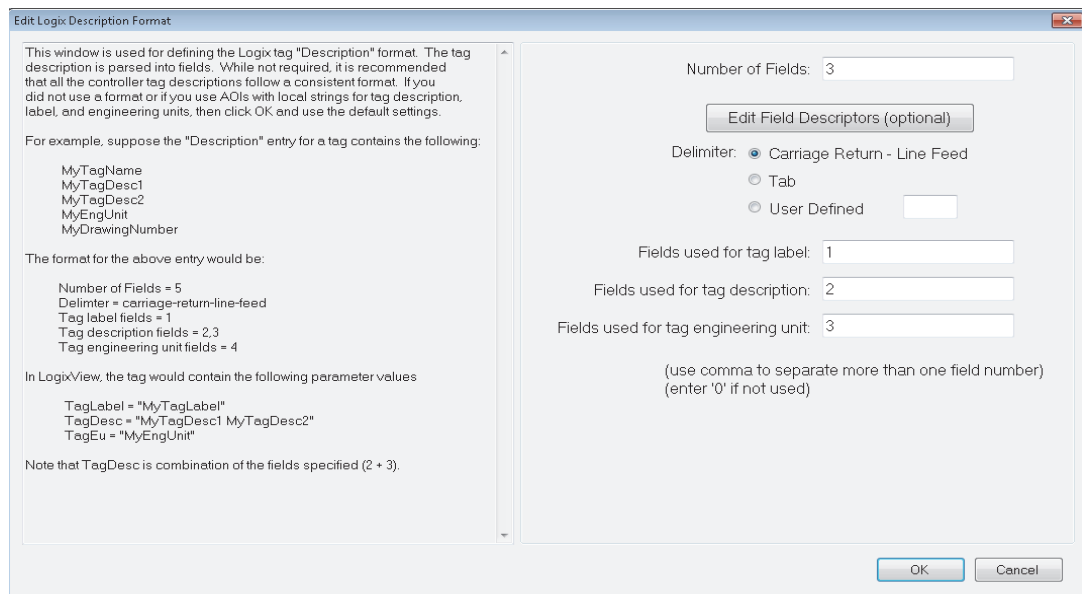 Edit Logix Description Format
This window is used for defining the Logix tag "Description" format. The tag
description is parsed into fields. While not required, it is recommended
that all the controller tag descriptions follow a consistent format. If you
did not use a format or if you use AOIs with local strings for tag description,
label, and engineering units, then click OK and use the default settings.
For example, suppose the "Description" entry for a tag contains the following:
MyTagName
MyTagDesc1
MyTagDesc2
MyEngUnit
MyDrawingNumber
The format for the above entry would be:
Number of Fields = 5
Delimter = carriage-return-line-feed
Tag label fields = 1
Tag description fields = 2,3
Tag engineering unit fields = 4
In LogixView, the tag would contain the following parameter values
TagLabel = "MyTagLabel"
TagDesc = "MyTagDesc1 MyTagDesc2"
TagEu = "MyEngUnit"
Note that TagDesc is combination of the fields specified (2 + 3).
Number of Fields: 3
Edit Field Descriptors (optional)
Delimiter: Carriage Return - Line Feed
Tab
User Defined
Fields used for tag label: 1
Fields used for tag description: 2
Fields used for tag engineering unit: 3
(use comma to separate more than one field number)
(enter '0' if not used)
OK Cancel